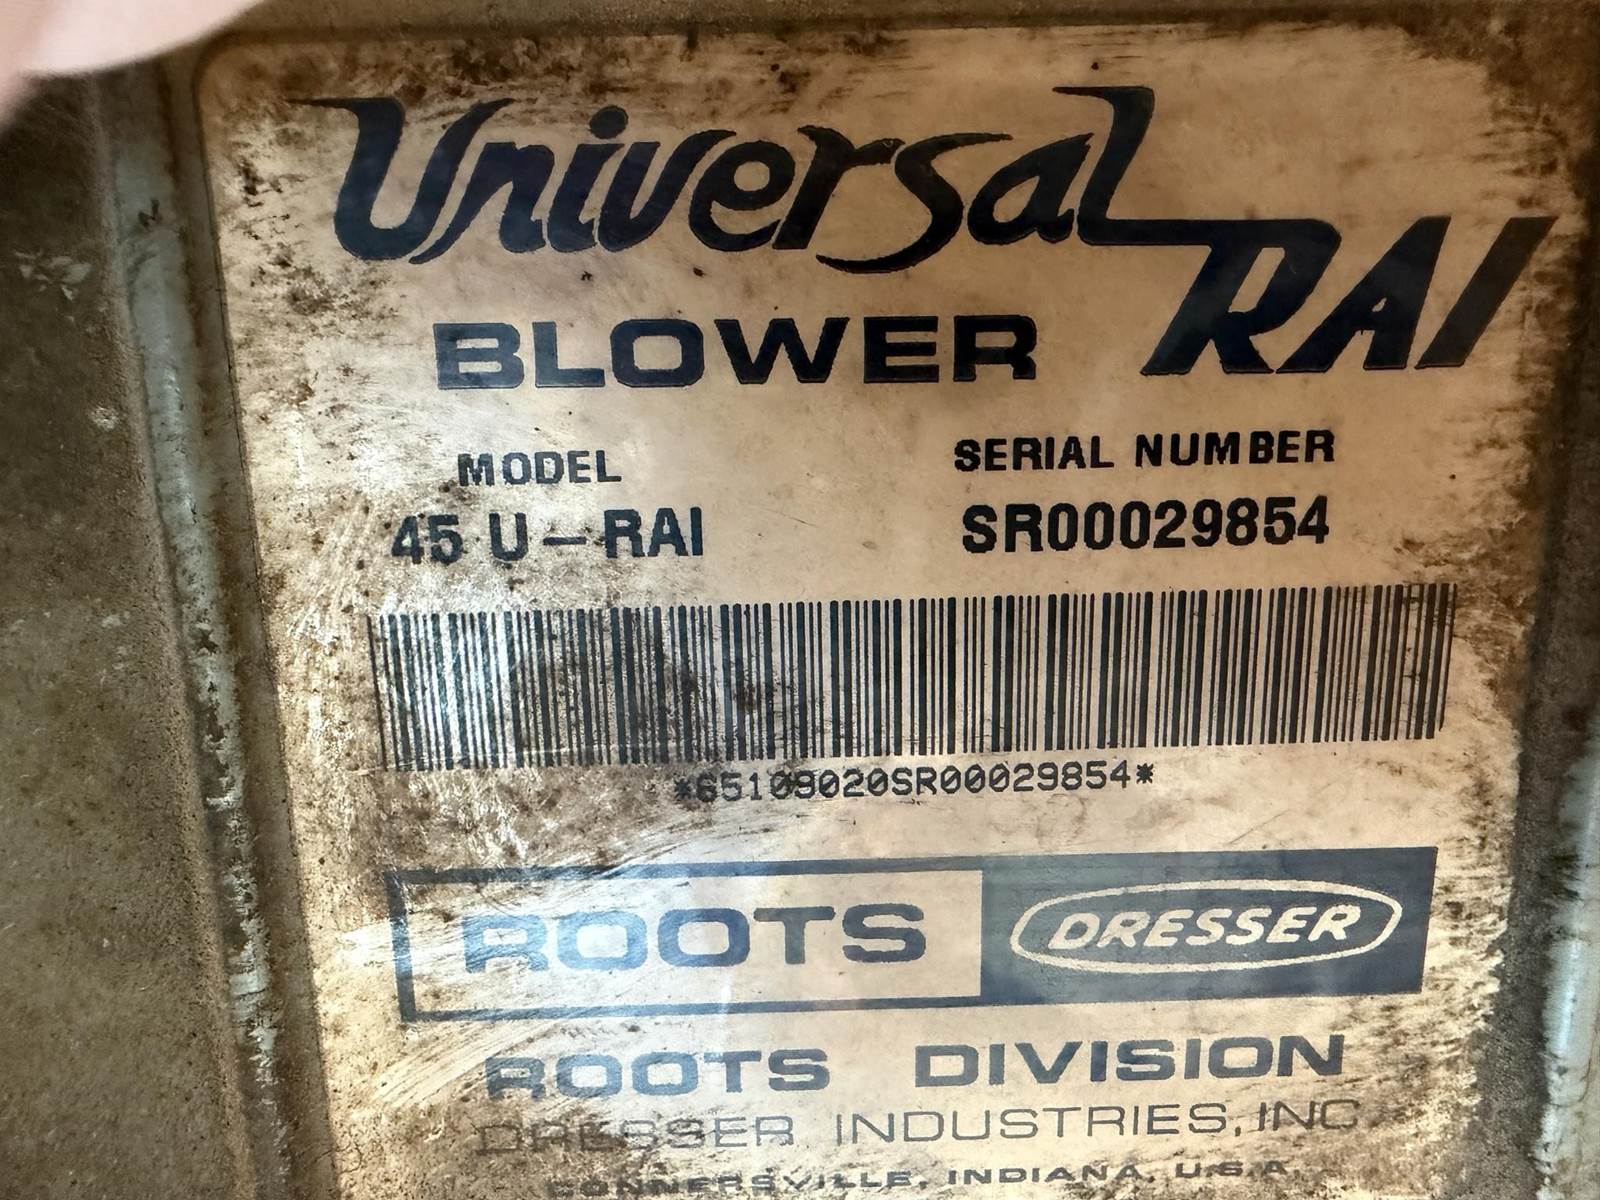 Universal RAI
BLOWER
MODEL SERIAL NUMBER
45 U-RAI SR00029854
*65109020SR00029854*
ROOTS DRESSER
ROOTS DIVISION
DRESSER INDUSTRIES, INC.
CONNERSVILLE, INDIANA, U.S.A.